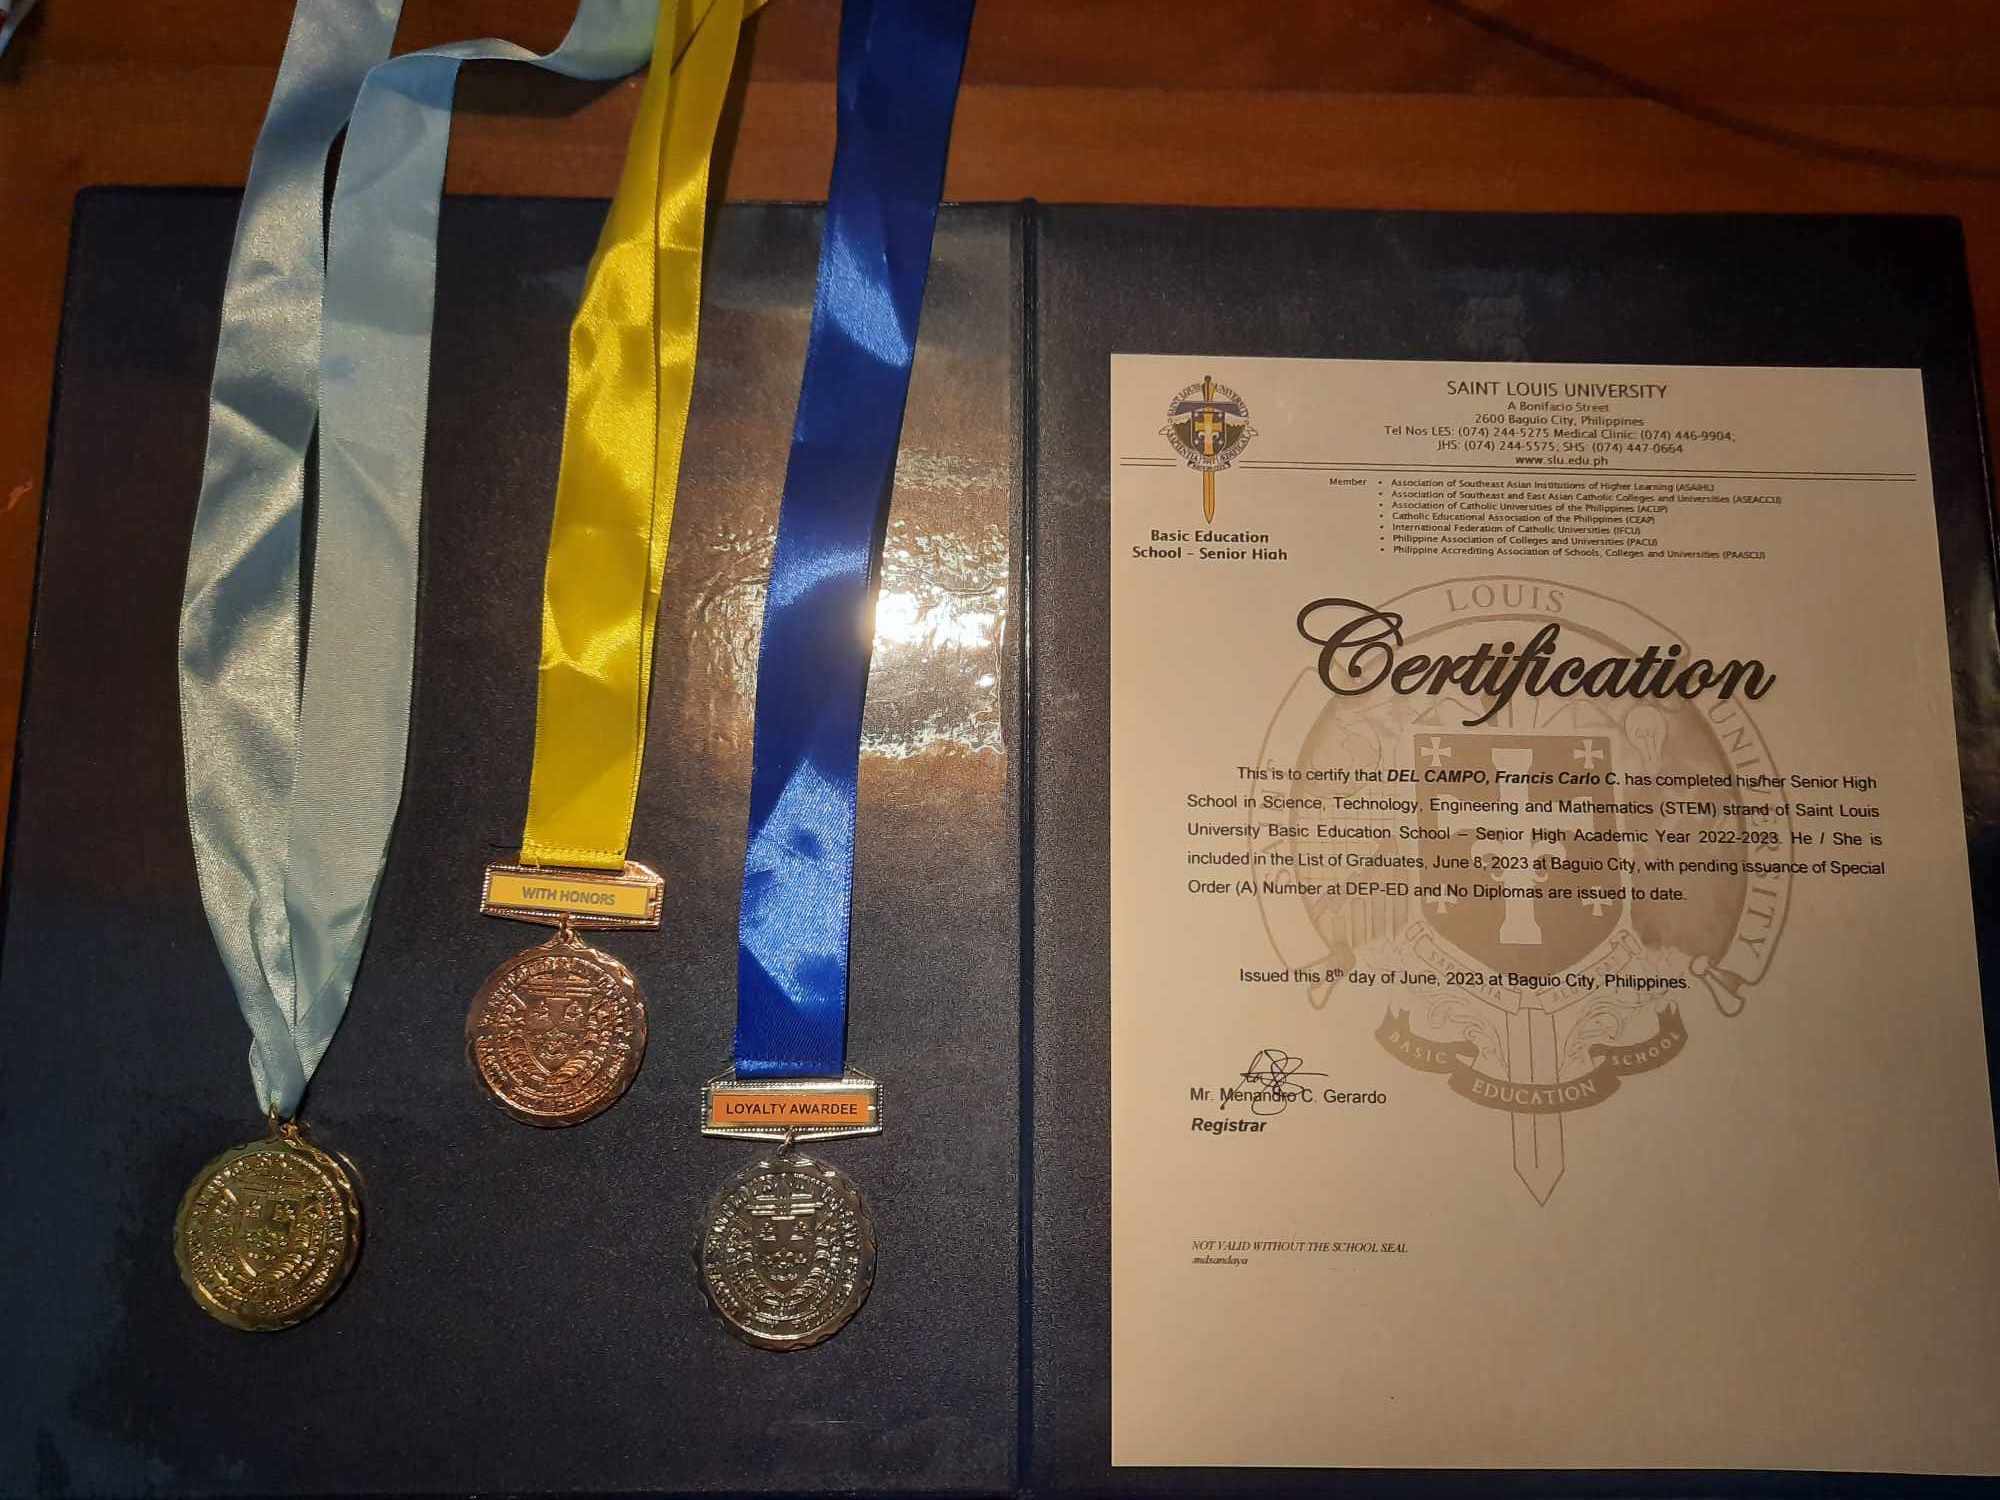 WITH HONORS
LOYALTY AWARDEE
SAINT LOUIS UNIVERSITY
A Bonifacio Street
2600 Baguio City, Philippines
Tel Nos LES: (074) 244-5275 Medical Clinic: (074) 446-9904;
JHS: (074) 244-5575; SHS: (074) 447-0664
www.slu.edu.ph
Member • Association of Southeast Asian Institutions of Higher Learning (ASAIHL)
• Association of Southeast and East Asian Catholic Colleges and Universities (ASEACCU)
• Association of Catholic Universities of the Philippines (ACUP)
• Catholic Educational Association of the Philippines (CEAP)
• International Federation of Catholic Universities (IFCU)
• Philippine Association of Colleges and Universities (PACU)
• Philippine Accrediting Association of Schools, Colleges and Universities (PAASCU)
Basic Education
School – Senior High
LOUIS
UNIVERSITY
Certification
This is to certify that DEL CAMPO, Francis Carlo C. has completed his/her Senior High
School in Science, Technology, Engineering and Mathematics (STEM) strand of Saint Louis
University Basic Education School – Senior High Academic Year 2022-2023. He / She is
included in the List of Graduates, June 8, 2023 at Baguio City, with pending issuance of Special
Order (A) Number at DEP-ED and No Diplomas are issued to date.
Issued this 8th day of June, 2023 at Baguio City, Philippines.
BASIC EDUCATION SCHOOL
Mr. Menandro C. Gerardo
Registrar
NOT VALID WITHOUT THE SCHOOL SEAL
mdsandaya